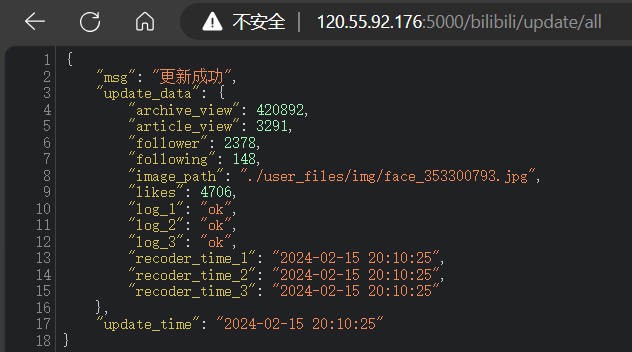 不安全 | 120.55.92.176:5000/bilibili/update/all
1 {
2 "msg": "更新成功",
3 "update_data": {
4 "archive_view": 420892,
5 "article_view": 3291,
6 "follower": 2378,
7 "following": 148,
8 "image_path": "./user_files/img/face_353300793.jpg",
9 "likes": 4706,
10 "log_1": "ok",
11 "log_2": "ok",
12 "log_3": "ok",
13 "recoder_time_1": "2024-02-15 20:10:25",
14 "recoder_time_2": "2024-02-15 20:10:25",
15 "recoder_time_3": "2024-02-15 20:10:25"
16 },
17 "update_time": "2024-02-15 20:10:25"
18 }